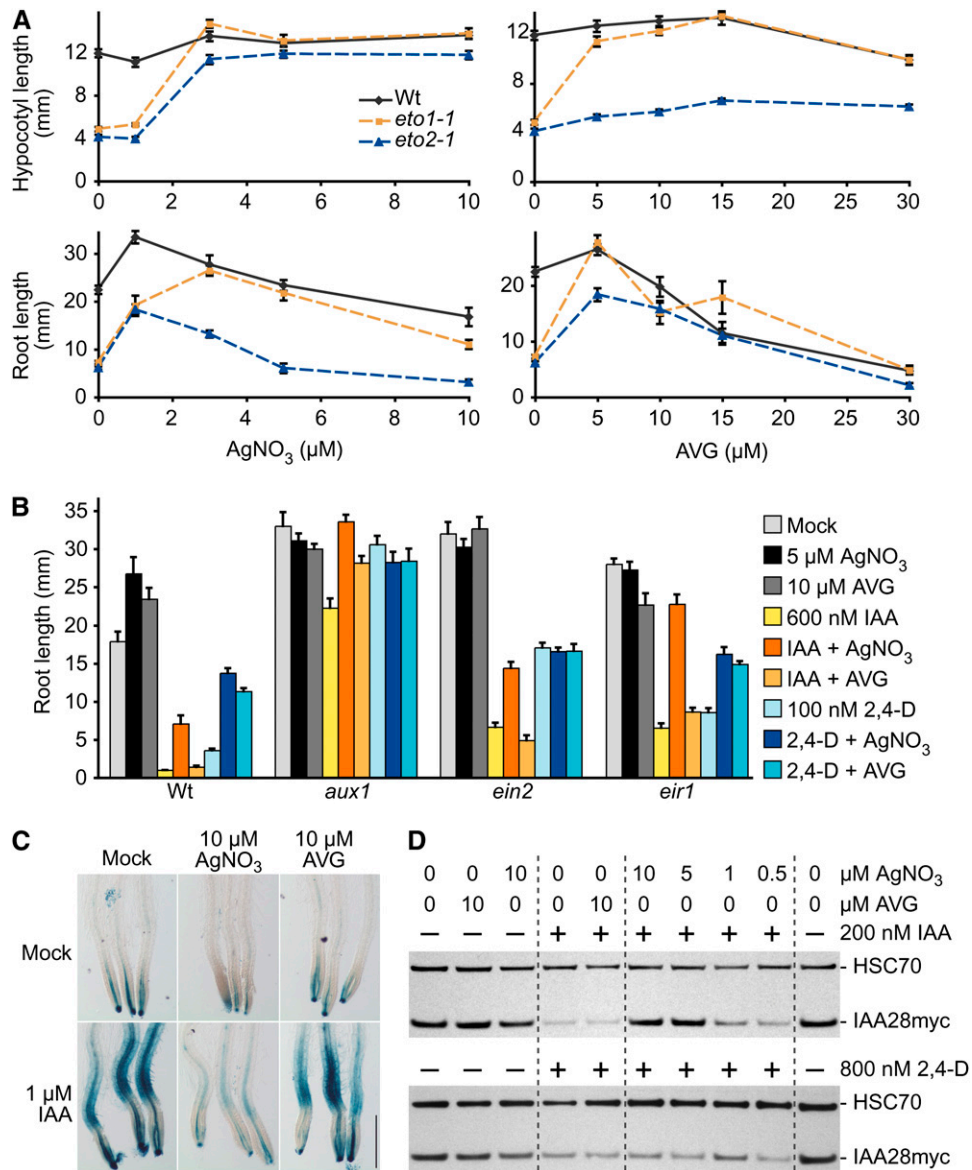 A
Hypocotyl length
(mm)
12
8
4
0
0 2 4 6 8 10
Wt
eto1-1
eto2-1
12
8
4
0
0 5 10 15 20 25 30
Root length
(mm)
30
20
10
0
0 2 4 6 8 10
AgNO3 (µM)
20
10
0
0 5 10 15 20 25 30
AVG (µM)
B
Root length (mm)
35
30
25
20
15
10
5
0
Wt aux1 ein2 eir1
Mock
5 µM AgNO3
10 µM AVG
600 nM IAA
IAA + AgNO3
IAA + AVG
100 nM 2,4-D
2,4-D + AgNO3
2,4-D + AVG
C
Mock
10 µM
AgNO3
10 µM
AVG
Mock
1 µM
IAA
D
0 0 10 0 0 10 5 1 0.5 0 µM AgNO3
0 10 0 0 10 0 0 0 0 0 µM AVG
– – – + + + + + + – 200 nM IAA
- HSC70
- IAA28myc
– – – + + + + + + – 800 nM 2,4-D
- HSC70
- IAA28myc